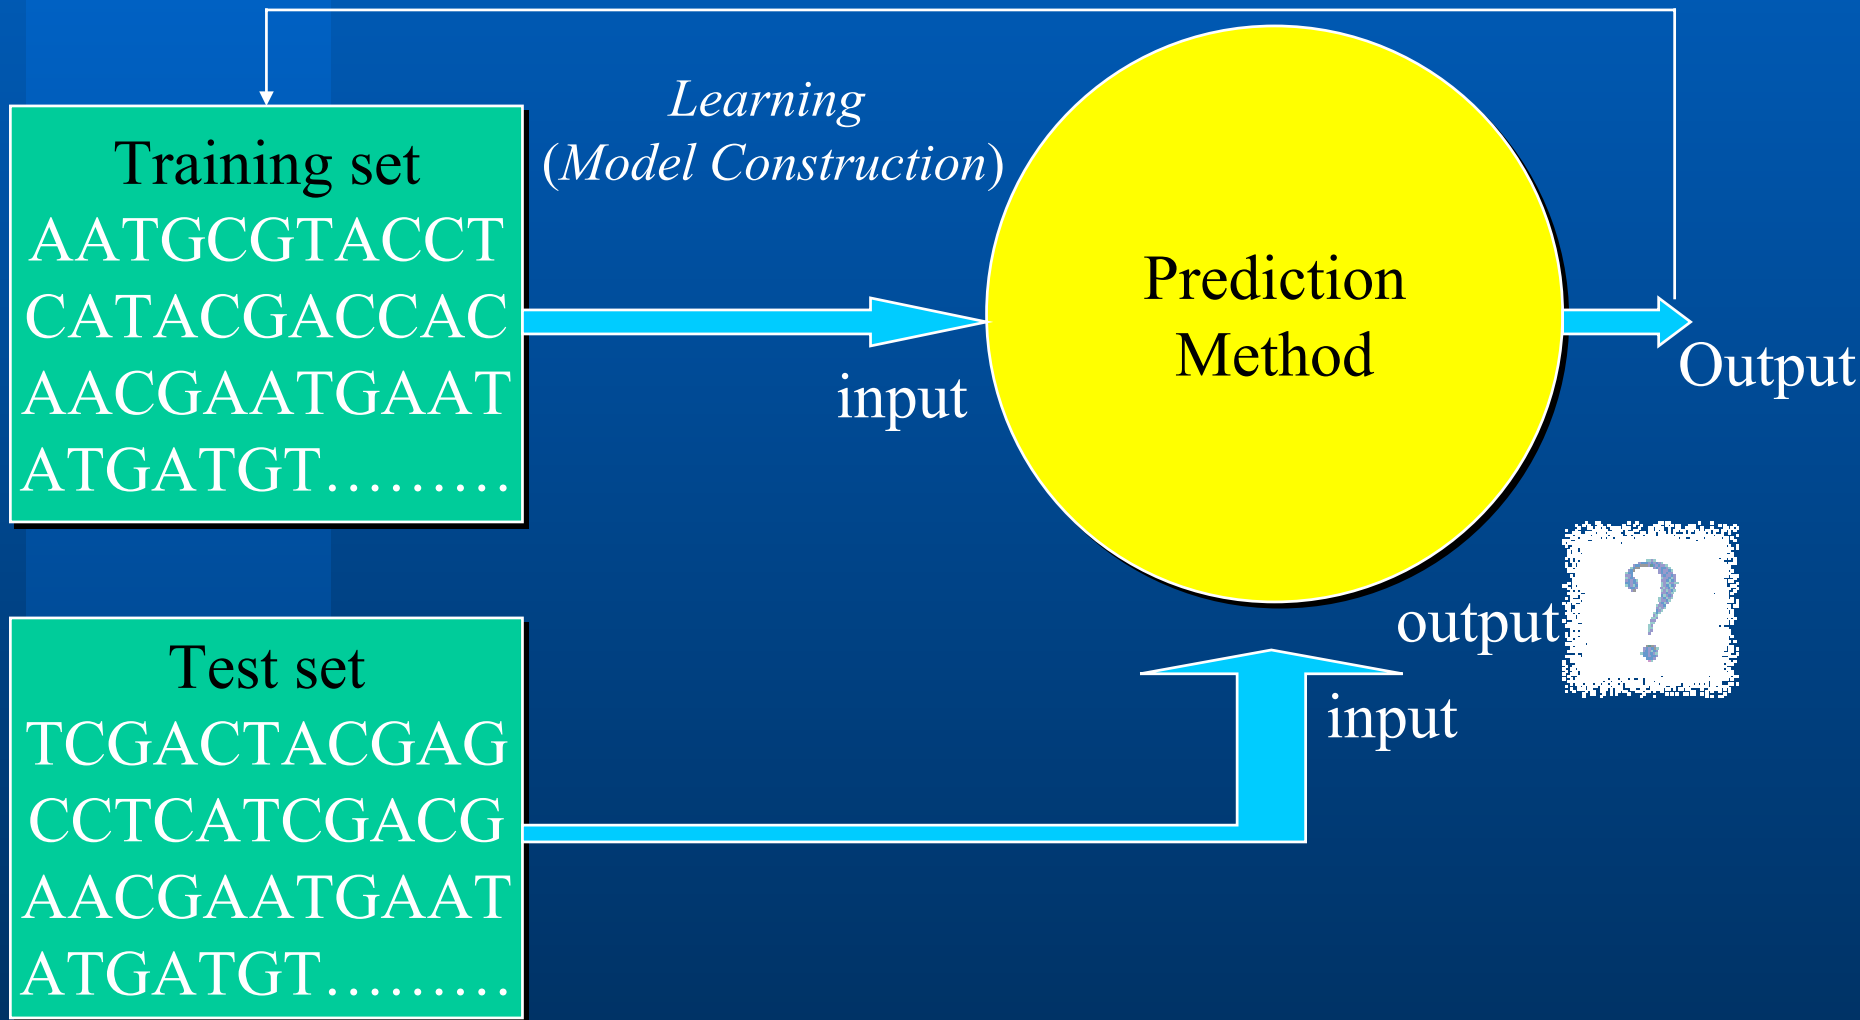 Learning
(Model Construction)
Training set
AATGCGTACCT
CATACGACCAC
AACGAATGAAT
ATGATGT.........
input
Prediction
Method
Output
output ?
input
Test set
TCGACTACGAG
CCTCATCGACG
AACGAATGAAT
ATGATGT.........